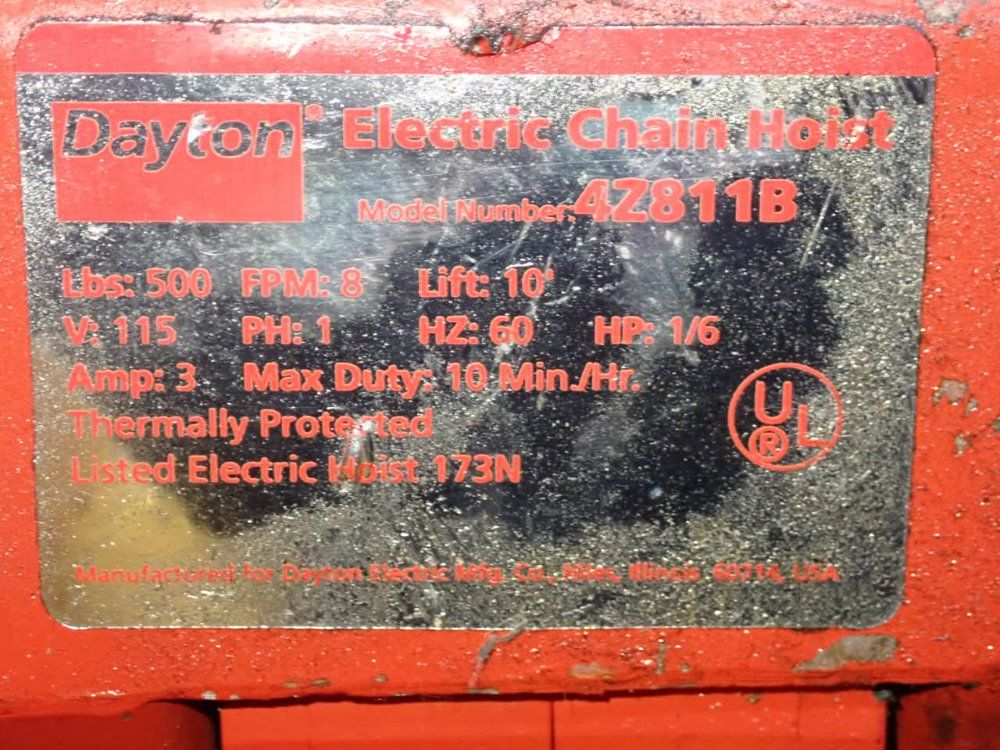 Dayton® Electric Chain Hoist
Model Number: 4Z811B
Lbs: 500 FPM: 8 Lift: 10'
V: 115 PH: 1 HZ: 60 HP: 1/6
Amp: 3 Max Duty: 10 Min./Hr.
Thermally Protected
Listed Electric Hoist 173N
UL®
Manufactured for Dayton Electric Mfg. Co., Niles, Illinois 60714, USA